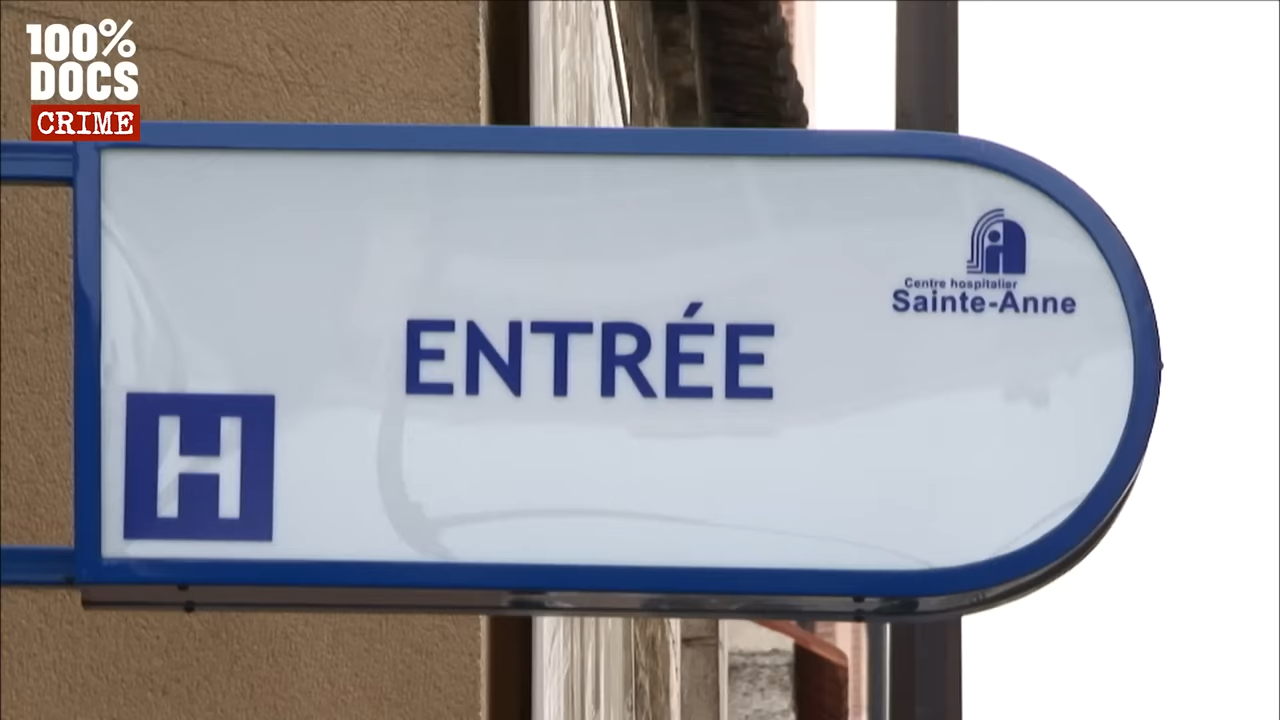 100%
DOCS
CRIME
Centre hospitalier
Sainte-Anne
ENTRÉE
H